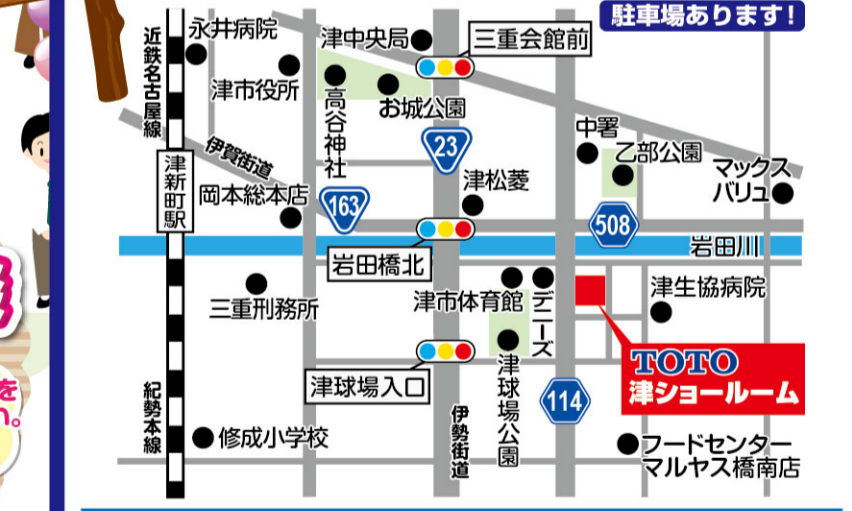 駐車場あります!
永井病院
津中央局
三重会館前
近鉄名古屋線
津市役所
高谷神社
お城公園
伊賀街道
23
中署
乙部公園
マックス
バリュ
津新町駅
岡本総本店
163
津松菱
508
岩田川
岩田橋北
三重刑務所
津市体育館
デニーズ
津生協病院
TOTO
津ショールーム
津球場入口
津球場公園
114
紀勢本線
伊勢街道
修成小学校
フードセンター
マルヤス橋南店
を
い。